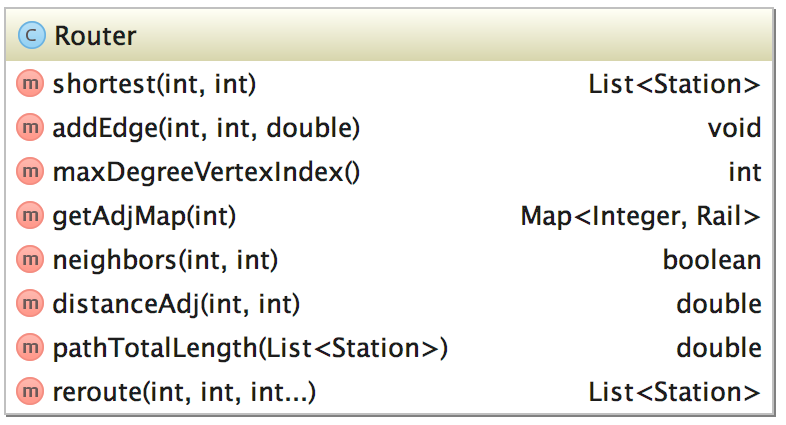 C Router
m shortest(int, int) List<Station>
m addEdge(int, int, double) void
m maxDegreeVertexIndex() int
m getAdjMap(int) Map<Integer, Rail>
m neighbors(int, int) boolean
m distanceAdj(int, int) double
m pathTotalLength(List<Station>) double
m reroute(int, int, int...) List<Station>